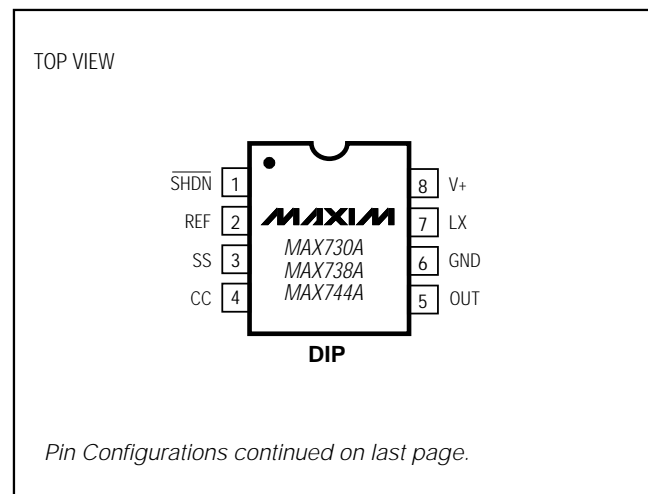 TOP VIEW
S̅H̅D̅N̅ 1
REF 2
SS 3
CC 4
MAXIM
MAX730A
MAX738A
MAX744A
8 V+
7 LX
6 GND
5 OUT
DIP
Pin Configurations continued on last page.